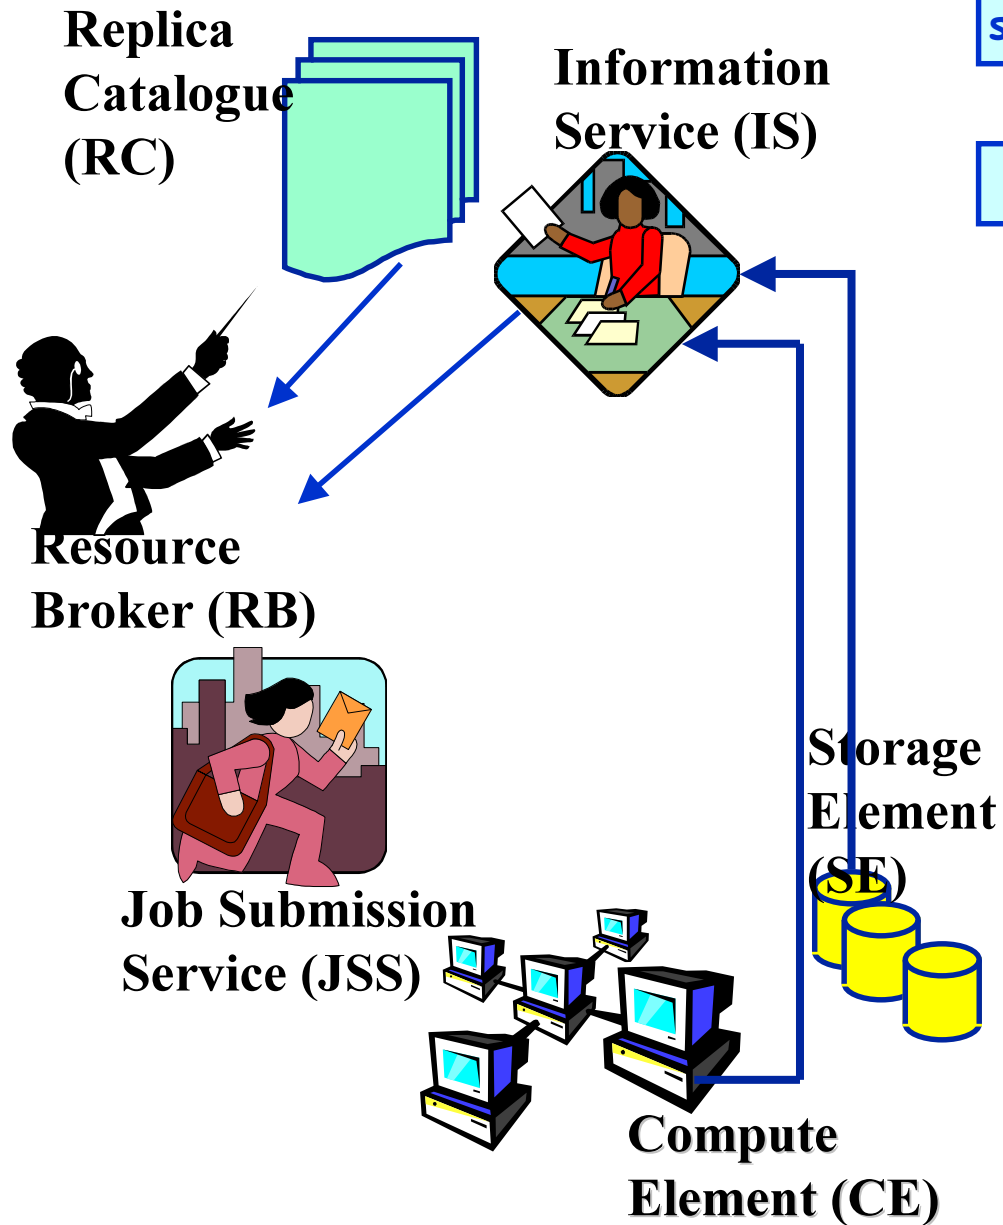 Replica
Catalogue
(RC)
Information
Service (IS)
s
Resource
Broker (RB)
Storage
Element
(SE)
Job Submission
Service (JSS)
Compute
Element (CE)